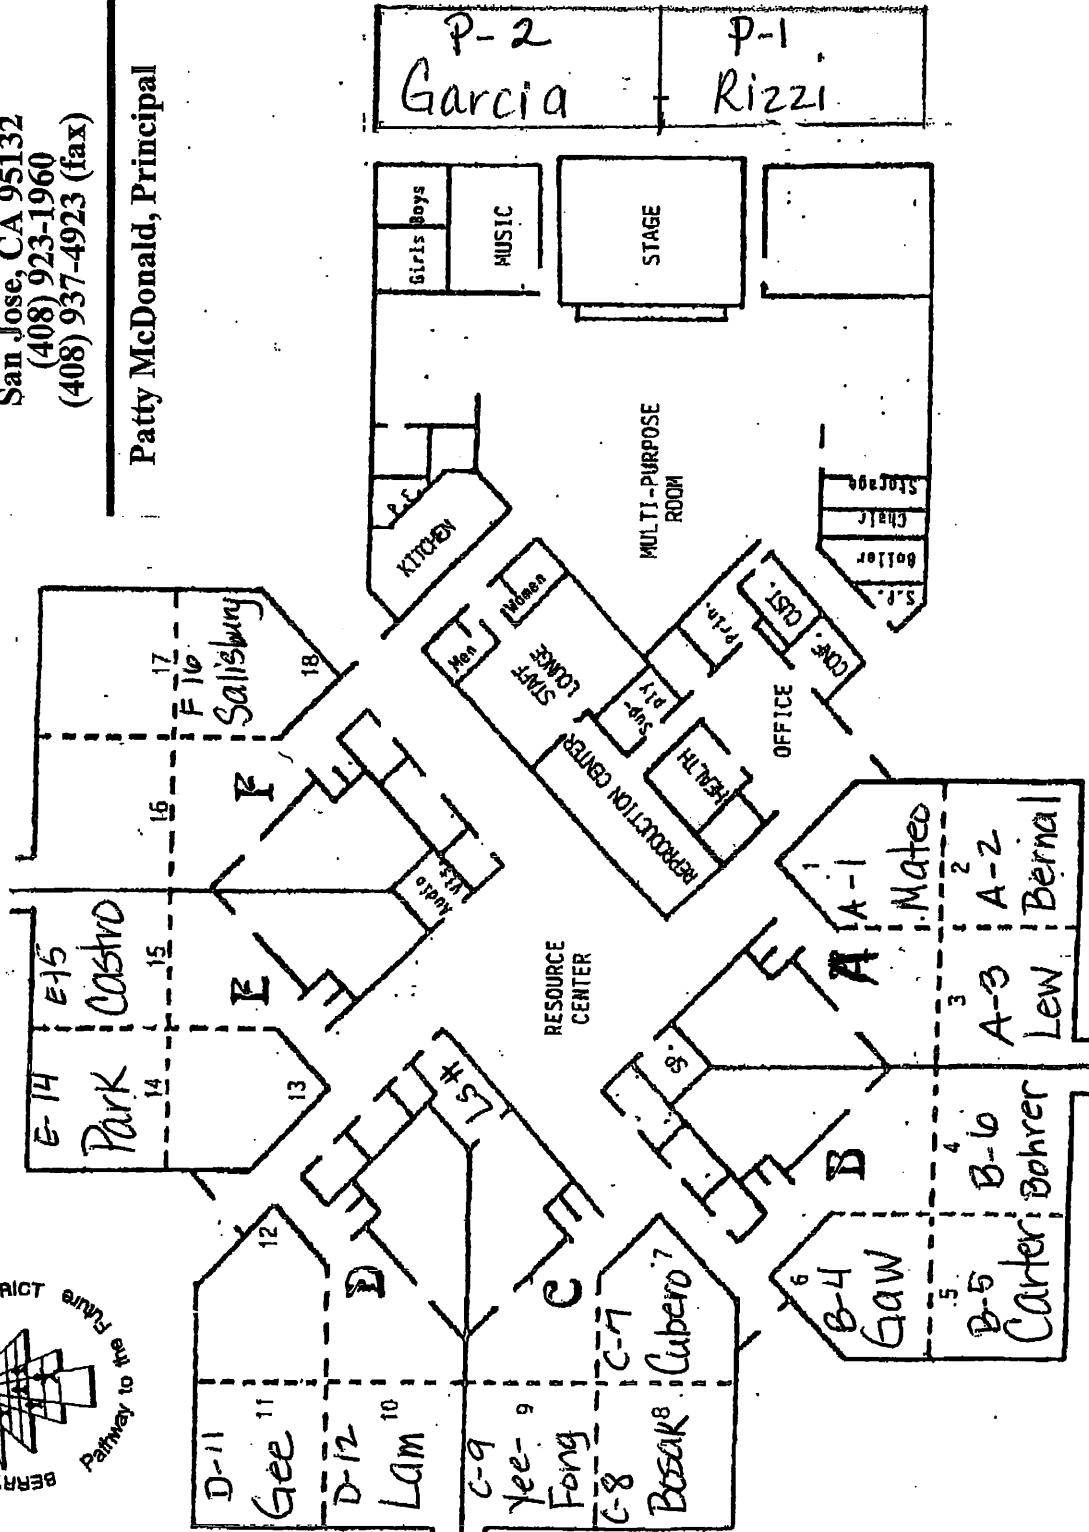 San Jose, CA 95132
(408) 923-1960
(408) 937-4923 (fax)
Patty McDonald, Principal
P-2
Garcia
P-1
Rizzi
Girls
Boys
MUSIC
STAGE
P.E.
KITCHEN
MULTI-PURPOSE
ROOM
Storage
Chair
Boiler
S.P.
Men
Women
STAFF
LOUNGE
Sup-
ply
Prin.
CUST.
CONF.
OFFICE
HEALTH
REPRODUCTION CENTER
RESOURCE
CENTER
Audio
Vis.
17
F 16
Salisbury
18
16
F
E-15
Castro
15
E
E-14
Park
14
13
LSH
SP.
1
A-1
Mateo
2
A-2
Bernal
3
A-3
Lew
A
4
B-6
Bohrer
B
5
B-5
Carter
6
B-4
Gaw
C
C-7
Cubero
7
C-8
Bosak
8
C-9
Yee-
Fong
9
D
D-12
Lam
10
D-11
Gee
11
12
RICT
Pathway to the Future
BERR